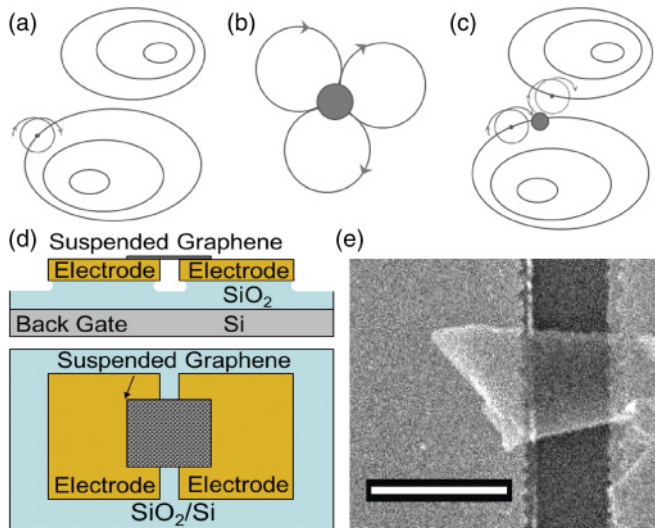 (a)
(b)
(c)
(d)
Suspended Graphene
Electrode Electrode
SiO2
Back Gate Si
Suspended Graphene
Electrode Electrode
SiO2/Si
(e)